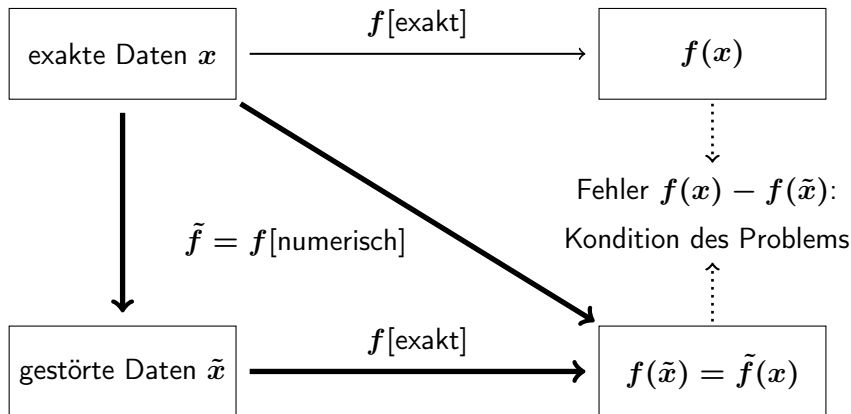 f[exakt]
exakte Daten x
f(x)
Fehler f(x) − f(x̃):
Kondition des Problems
f̃ = f[numerisch]
f[exakt]
gestörte Daten x̃
f(x̃) = f̃(x)